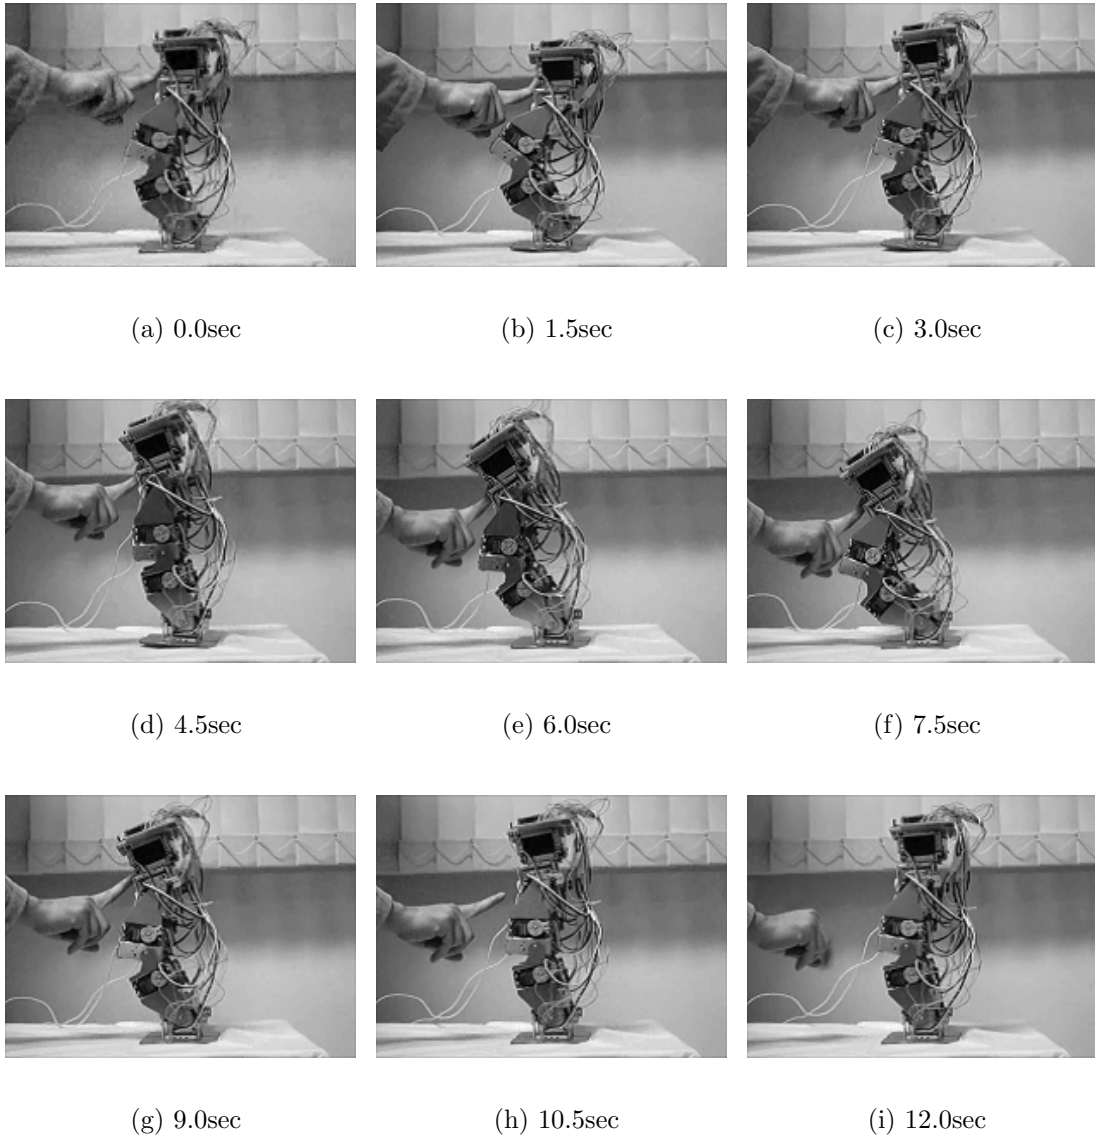 (a) 0.0sec
(b) 1.5sec
(c) 3.0sec
(d) 4.5sec
(e) 6.0sec
(f) 7.5sec
(g) 9.0sec
(h) 10.5sec
(i) 12.0sec